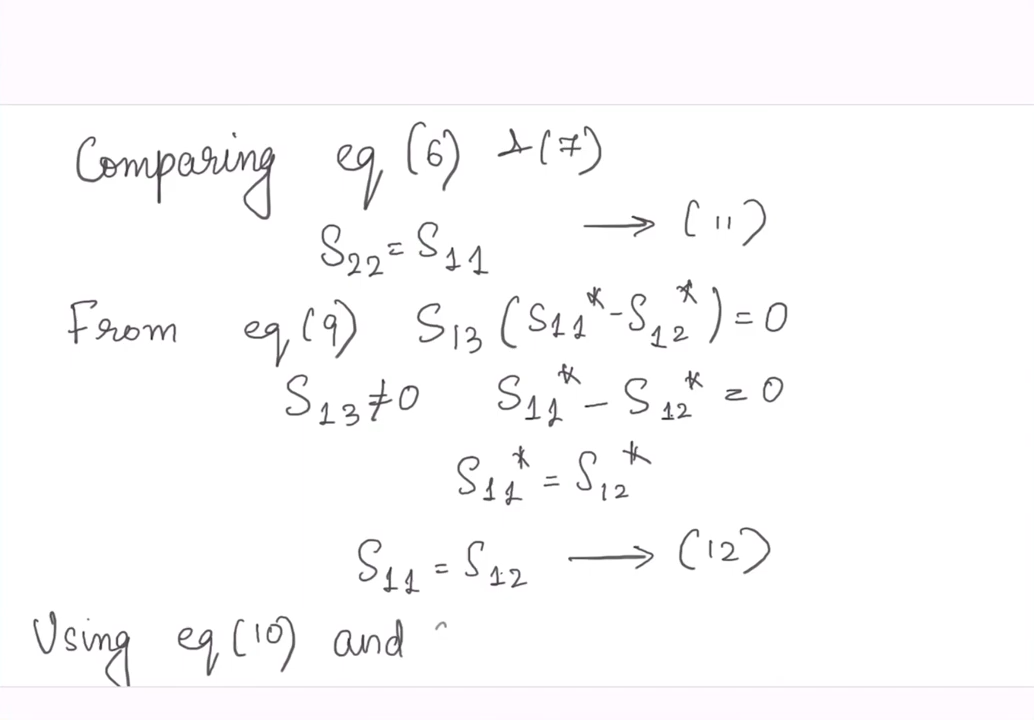 Comparing eq (6) & (7)
S₂₂ = S₁₁ → (11)
From eq (9) S₁₃ (S₁₁* - S₁₂*) = 0
S₁₃ ≠ 0 S₁₁* - S₁₂* = 0
S₁₁* = S₁₂*
S₁₁ = S₁₂ → (12)
Using eq (10) and